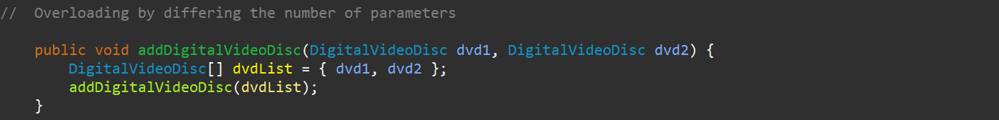 //  Overloading by differing the number of parameters
    public void addDigitalVideoDisc(DigitalVideoDisc dvd1, DigitalVideoDisc dvd2) {
        DigitalVideoDisc[] dvdList = { dvd1, dvd2 };
        addDigitalVideoDisc(dvdList);
    }